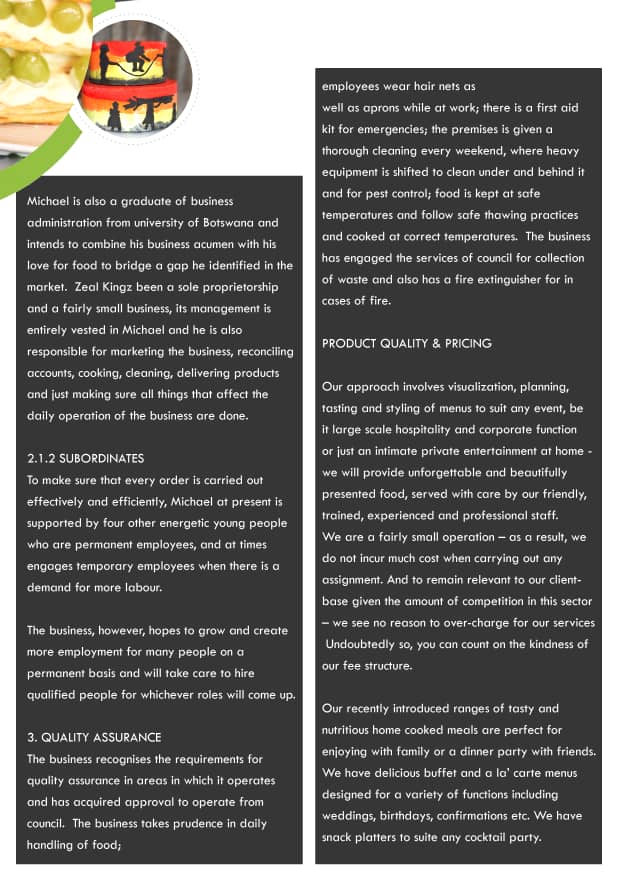 Michael is also a graduate of business
administration from university of Botswana and
intends to combine his business acumen with his
love for food to bridge a gap he identified in the
market.  Zeal Kingz been a sole proprietorship
and a fairly small business, its management is
entirely vested in Michael and he is also
responsible for marketing the business, reconciling
accounts, cooking, cleaning, delivering products
and just making sure all things that affect the
daily operation of the business are done.

2.1.2 SUBORDINATES
To make sure that every order is carried out
effectively and efficiently, Michael at present is
supported by four other energetic young people
who are permanent employees, and at times
engages temporary employees when there is a
demand for more labour.

The business, however, hopes to grow and create
more employment for many people on a
permanent basis and will take care to hire
qualified people for whichever roles will come up.

3. QUALITY ASSURANCE
The business recognises the requirements for
quality assurance in areas in which it operates
and has acquired approval to operate from
council.  The business takes prudence in daily
handling of food;

employees wear hair nets as
well as aprons while at work; there is a first aid
kit for emergencies; the premises is given a
thorough cleaning every weekend, where heavy
equipment is shifted to clean under and behind it
and for pest control; food is kept at safe
temperatures and follow safe thawing practices
and cooked at correct temperatures.  The business
has engaged the services of council for collection
of waste and also has a fire extinguisher for in
cases of fire.

PRODUCT QUALITY & PRICING

Our approach involves visualization, planning,
tasting and styling of menus to suit any event, be
it large scale hospitality and corporate function
or just an intimate private entertainment at home -
we will provide unforgettable and beautifully
presented food, served with care by our friendly,
trained, experienced and professional staff.
We are a fairly small operation – as a result, we
do not incur much cost when carrying out any
assignment. And to remain relevant to our client-
base given the amount of competition in this sector
– we see no reason to over-charge for our services
Undoubtedly so, you can count on the kindness of
our fee structure.

Our recently introduced ranges of tasty and
nutritious home cooked meals are perfect for
enjoying with family or a dinner party with friends.
We have delicious buffet and a la' carte menus
designed for a variety of functions including
weddings, birthdays, confirmations etc. We have
snack platters to suite any cocktail party.